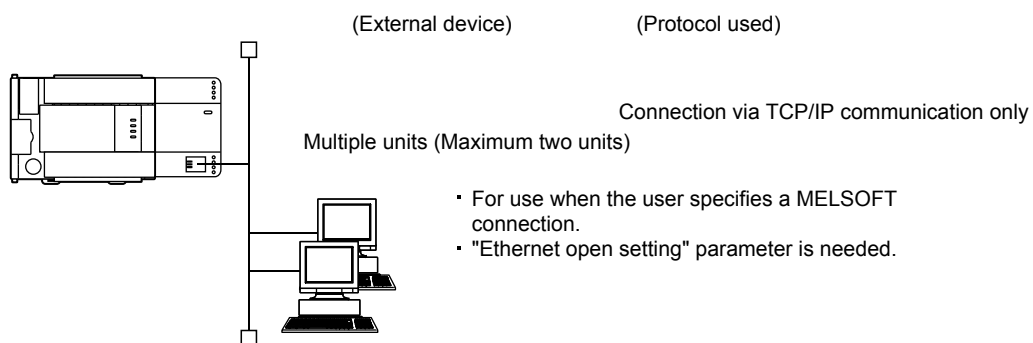 (External device) (Protocol used)
Connection via TCP/IP communication only
Multiple units (Maximum two units)
· For use when the user specifies a MELSOFT
connection.
· "Ethernet open setting" parameter is needed.